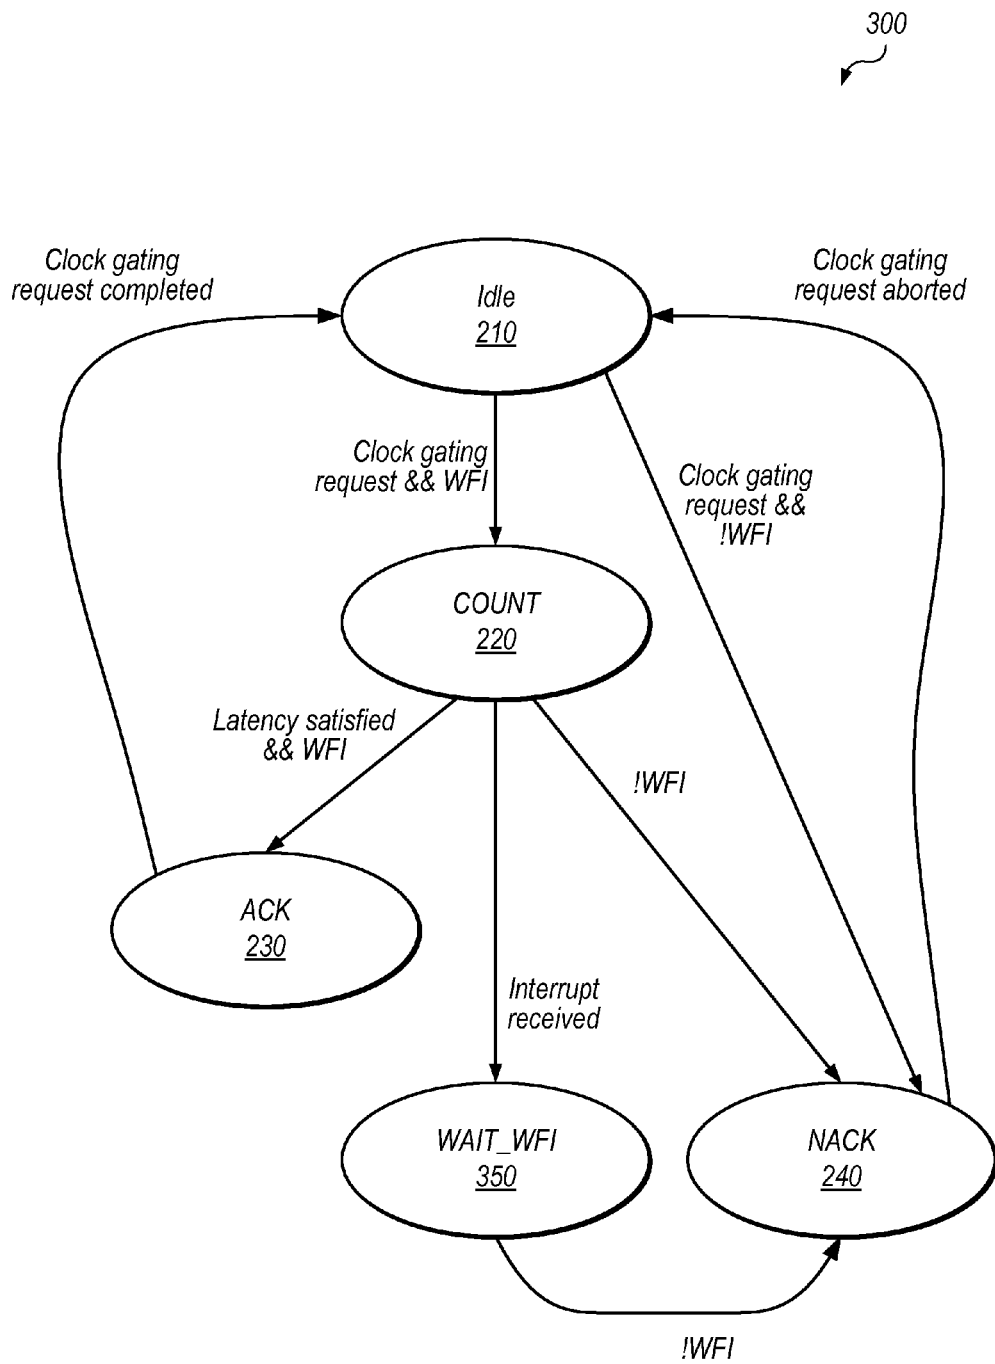 300
Clock gating
request completed
Clock gating
request aborted
Idle
210
Clock gating
request && WFI
Clock gating
request &&
!WFI
COUNT
220
Latency satisfied
&& WFI
!WFI
ACK
230
Interrupt
received
WAIT_WFI
350
NACK
240
!WFI